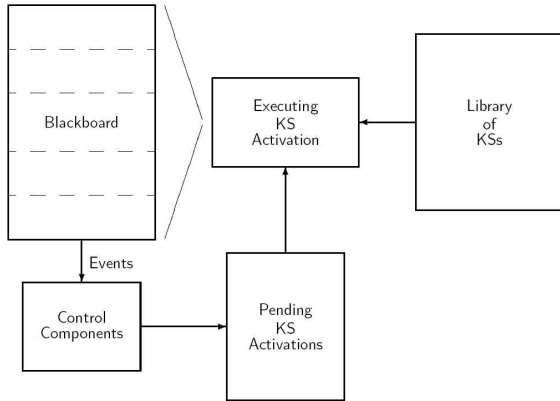 Blackboard
Executing
KS
Activation
Library
of
KSs
Events
Control
Components
Pending
KS
Activations